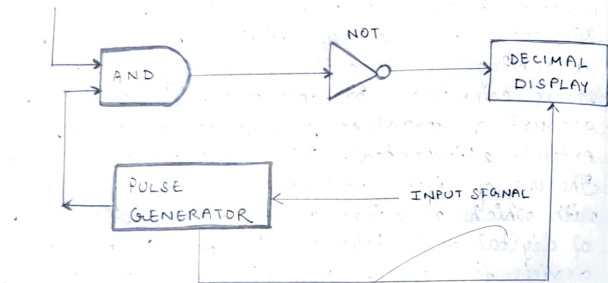 NOT
AND
DECIMAL
DISPLAY
PULSE
GENERATOR
INPUT SIGNAL